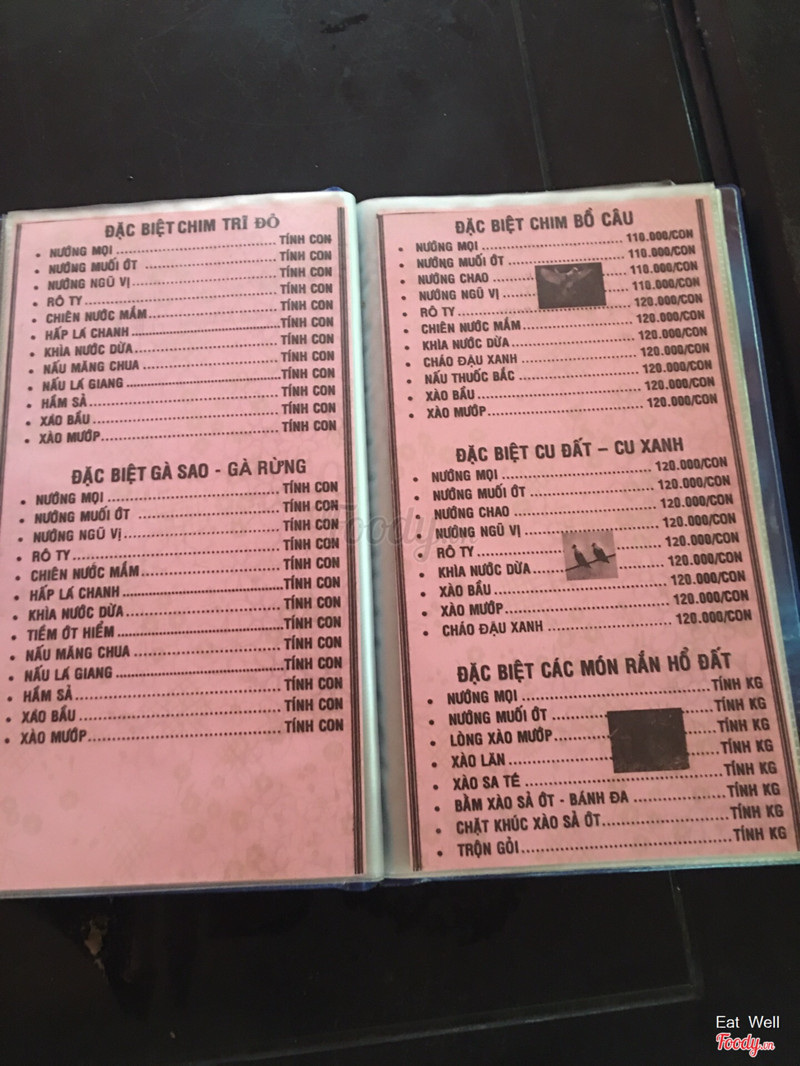 ĐẶC BIỆT CHIM TRĨ ĐỎ
• NƯỚNG MỌI ........ TÍNH CON
• NƯỚNG MUỐI ỚT ........ TÍNH CON
• NƯỚNG NGŨ VỊ ........ TÍNH CON
• RÔ TY ........ TÍNH CON
• CHIÊN NƯỚC MẮM ........ TÍNH CON
• HẤP LÁ CHANH ........ TÍNH CON
• KHÌA NƯỚC DỪA ........ TÍNH CON
• NẤU MĂNG CHUA ........ TÍNH CON
• NẤU LÁ GIANG ........ TÍNH CON
• HẦM SẢ ........ TÍNH CON
• XÁO BẦU ........ TÍNH CON
• XÀO MƯỚP ........ TÍNH CON
ĐẶC BIỆT GÀ SAO - GÀ RỪNG
• NƯỚNG MỌI ........ TÍNH CON
• NƯỚNG MUỐI ỚT ........ TÍNH CON
• NƯỚNG NGŨ VỊ ........ TÍNH CON
• RÔ TY ........ TÍNH CON
• CHIÊN NƯỚC MẮM ........ TÍNH CON
• HẤP LÁ CHANH ........ TÍNH CON
• KHÌA NƯỚC DỪA ........ TÍNH CON
• TIỀM ỚT HIỂM ........ TÍNH CON
• NẤU MĂNG CHUA ........ TÍNH CON
• NẤU LÁ GIANG ........ TÍNH CON
• HẦM SẢ ........ TÍNH CON
• XÁO BẦU ........ TÍNH CON
• XÀO MƯỚP ........ TÍNH CON
ĐẶC BIỆT CHIM BỒ CÂU
• NƯỚNG MỌI ........ 110.000/CON
• NƯỚNG MUỐI ỚT ........ 110.000/CON
• NƯỚNG CHAO ........ 110.000/CON
• NƯỚNG NGŨ VỊ ........ 110.000/CON
• RÔ TY ........ 120.000/CON
• CHIÊN NƯỚC MẮM ........ 120.000/CON
• KHÌA NƯỚC DỪA ........ 120.000/CON
• CHÁO ĐẬU XANH ........ 120.000/CON
• NẤU THUỐC BẮC ........ 120.000/CON
• XÀO BẦU ........ 120.000/CON
• XÀO MƯỚP ........ 120.000/CON
ĐẶC BIỆT CU ĐẤT – CU XANH
• NƯỚNG MỌI ........ 120.000/CON
• NƯỚNG MUỐI ỚT ........ 120.000/CON
• NƯỚNG CHAO ........ 120.000/CON
• NƯỚNG NGŨ VỊ ........ 120.000/CON
• RÔ TY ........ 120.000/CON
• KHÌA NƯỚC DỪA ........ 120.000/CON
• XÀO BẦU ........ 120.000/CON
• XÀO MƯỚP ........ 120.000/CON
• CHÁO ĐẬU XANH ........ 120.000/CON
ĐẶC BIỆT CÁC MÓN RẮN HỔ ĐẤT
• NƯỚNG MỌI ........ TÍNH KG
• NƯỚNG MUỐI ỚT ........ TÍNH KG
• LÒNG XÀO MƯỚP ........ TÍNH KG
• XÀO LĂN ........ TÍNH KG
• XÀO SA TÉ ........ TÍNH KG
• BẰM XÀO SẢ ỚT - BÁNH ĐA ........ TÍNH KG
• CHẶT KHÚC XÀO SẢ ỚT ........ TÍNH KG
• TRỘN GỎI ........ TÍNH KG
Foody.vn
Eat Well
Foody.vn